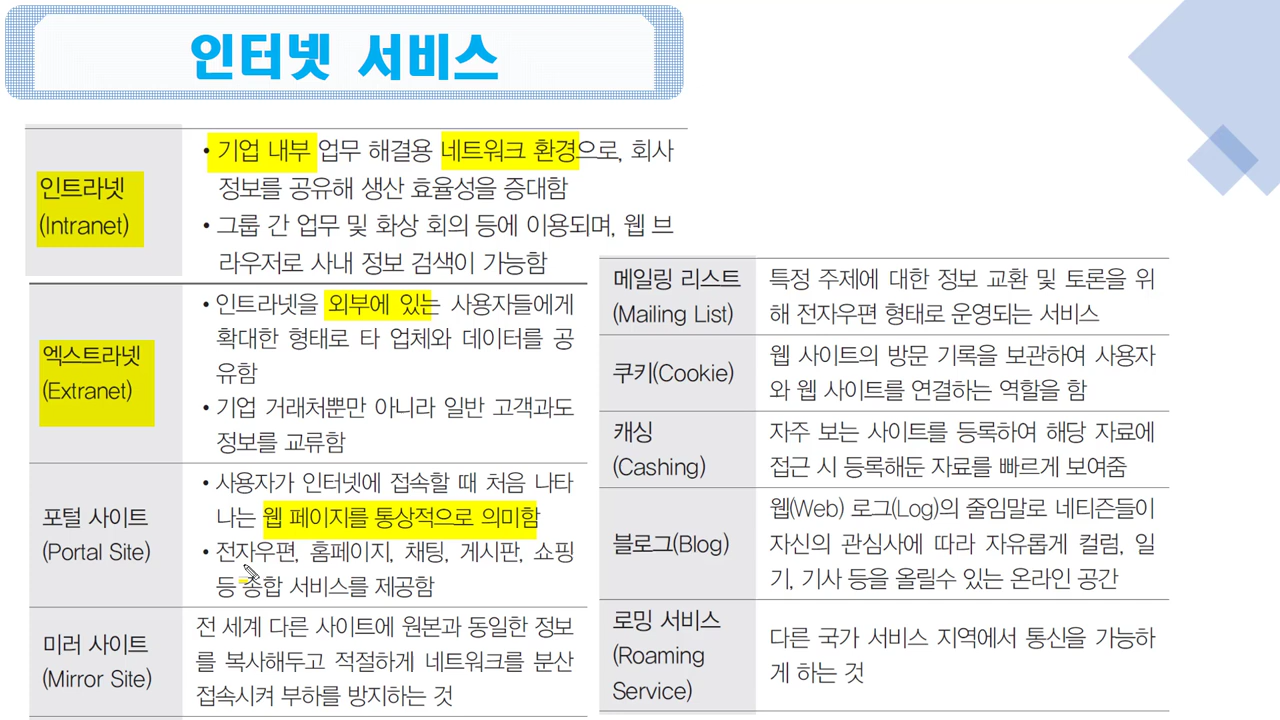 인터넷 서비스
인트라넷
(Intranet)
• 기업 내부 업무 해결용 네트워크 환경으로, 회사
정보를 공유해 생산 효율성을 증대함
• 그룹 간 업무 및 화상 회의 등에 이용되며, 웹 브
라우저로 사내 정보 검색이 가능함
엑스트라넷
(Extranet)
• 인트라넷을 외부에 있는 사용자들에게
확대한 형태로 타 업체와 데이터를 공
유함
• 기업 거래처뿐만 아니라 일반 고객과도
정보를 교류함
포털 사이트
(Portal Site)
• 사용자가 인터넷에 접속할 때 처음 나타
나는 웹 페이지를 통상적으로 의미함
• 전자우편, 홈페이지, 채팅, 게시판, 쇼핑
등 종합 서비스를 제공함
미러 사이트
(Mirror Site)
전 세계 다른 사이트에 원본과 동일한 정보
를 복사해두고 적절하게 네트워크를 분산
접속시켜 부하를 방지하는 것
메일링 리스트
(Mailing List)
특정 주제에 대한 정보 교환 및 토론을 위
해 전자우편 형태로 운영되는 서비스
쿠키(Cookie)
웹 사이트의 방문 기록을 보관하여 사용자
와 웹 사이트를 연결하는 역할을 함
캐싱
(Cashing)
자주 보는 사이트를 등록하여 해당 자료에
접근 시 등록해둔 자료를 빠르게 보여줌
블로그(Blog)
웹(Web) 로그(Log)의 줄임말로 네티즌들이
자신의 관심사에 따라 자유롭게 컬럼, 일
기, 기사 등을 올릴수 있는 온라인 공간
로밍 서비스
(Roaming
Service)
다른 국가 서비스 지역에서 통신을 가능하
게 하는 것